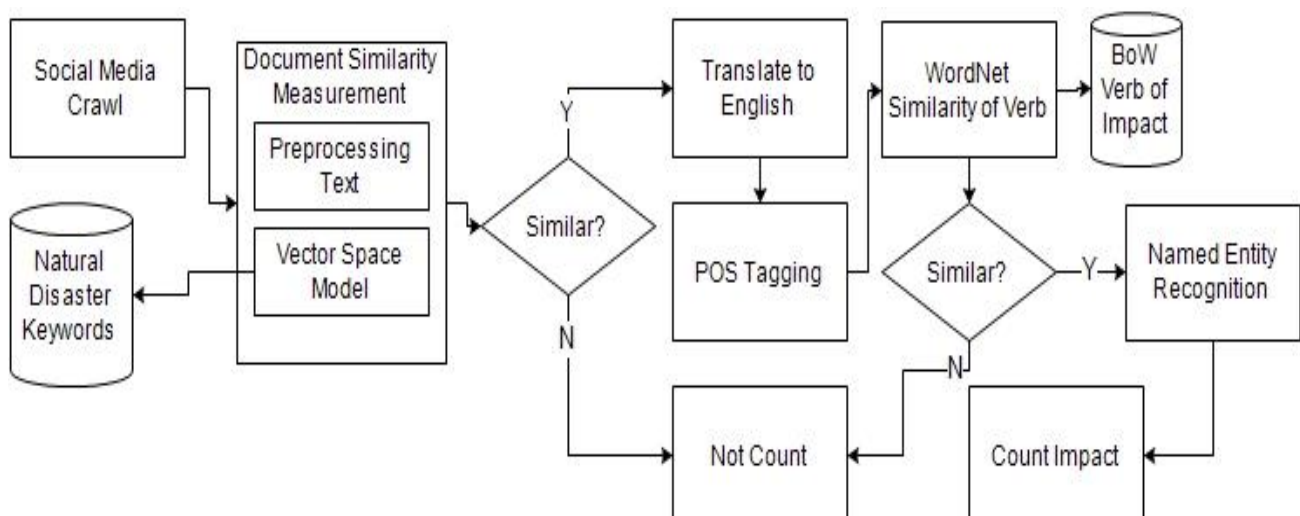 Social Media
Crawl
Document Similarity
Measurement
Preprocessing
Text
Vector Space
Model
Natural
Disaster
Keywords
Similar?
Y
N
Translate to
English
POS Tagging
WordNet
Similarity of Verb
BoW
Verb of
Impact
Similar?
Y
N
Named Entity
Recognition
Not Count
Count Impact